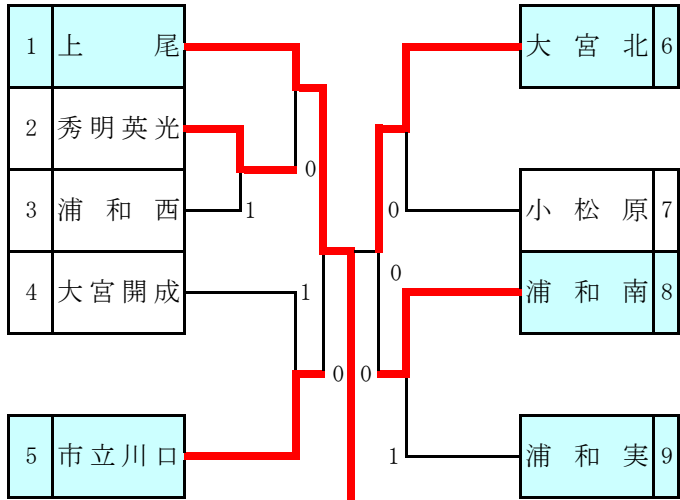 1 上尾
2 秀明英光
3 浦和西
4 大宮開成
5 市立川口
0
1
1
0
大宮北 6
小松原 7
浦和南 8
浦和実 9
0
0
0
1